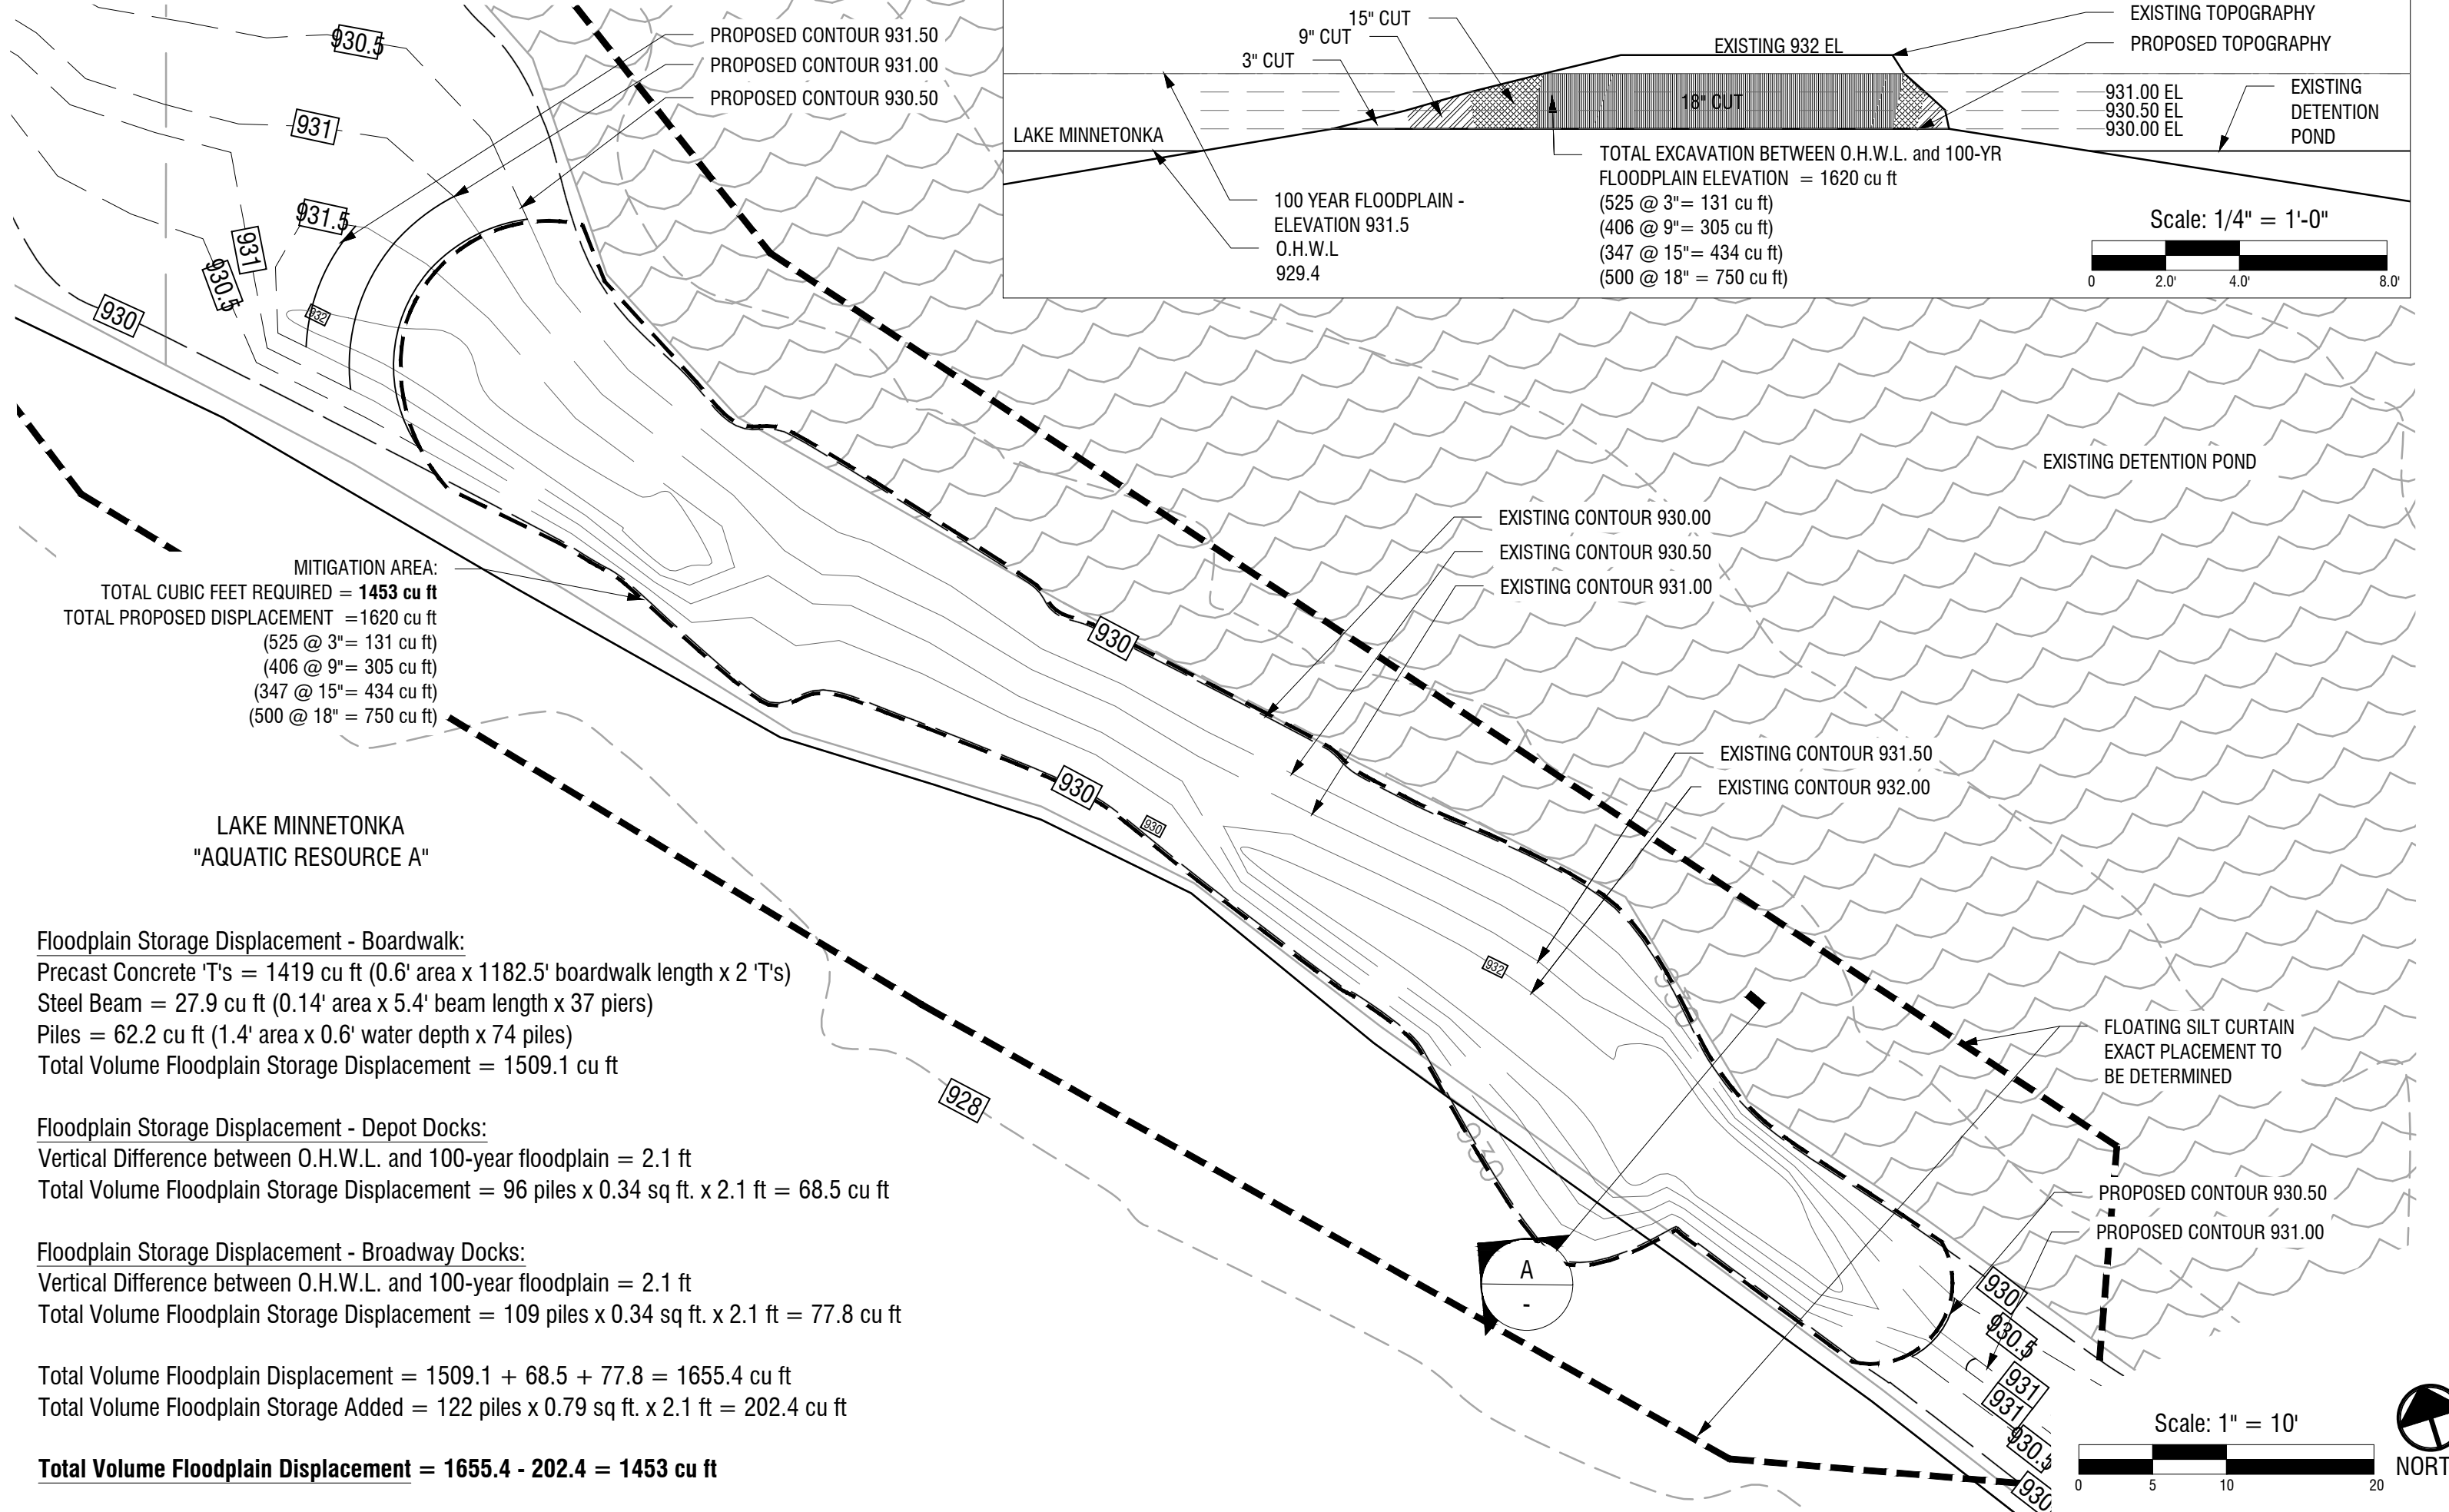 930.5
931
931.5
931
930.5
930
932
PROPOSED CONTOUR 931.50
PROPOSED CONTOUR 931.00
PROPOSED CONTOUR 930.50
15" CUT
9" CUT
3" CUT
EXISTING 932 EL
18" CUT
EXISTING TOPOGRAPHY
PROPOSED TOPOGRAPHY
931.00 EL
930.50 EL
930.00 EL
EXISTING
DETENTION
POND
LAKE MINNETONKA
100 YEAR FLOODPLAIN -
ELEVATION 931.5
O.H.W.L
929.4
TOTAL EXCAVATION BETWEEN O.H.W.L. and 100-YR
FLOODPLAIN ELEVATION = 1620 cu ft
(525 @ 3"= 131 cu ft)
(406 @ 9"= 305 cu ft)
(347 @ 15"= 434 cu ft)
(500 @ 18" = 750 cu ft)
Scale: 1/4" = 1'-0"
0 2.0' 4.0' 8.0'
EXISTING DETENTION POND
EXISTING CONTOUR 930.00
EXISTING CONTOUR 930.50
EXISTING CONTOUR 931.00
MITIGATION AREA:
TOTAL CUBIC FEET REQUIRED = 1453 cu ft
TOTAL PROPOSED DISPLACEMENT =1620 cu ft
(525 @ 3"= 131 cu ft)
(406 @ 9"= 305 cu ft)
(347 @ 15"= 434 cu ft)
(500 @ 18" = 750 cu ft)
930
930
930
EXISTING CONTOUR 931.50
EXISTING CONTOUR 932.00
LAKE MINNETONKA
"AQUATIC RESOURCE A"
932
930
930
928
FLOATING SILT CURTAIN
EXACT PLACEMENT TO
BE DETERMINED
Floodplain Storage Displacement - Boardwalk:
Precast Concrete 'T's = 1419 cu ft (0.6' area x 1182.5' boardwalk length x 2 'T's)
Steel Beam = 27.9 cu ft (0.14' area x 5.4' beam length x 37 piers)
Piles = 62.2 cu ft (1.4' area x 0.6' water depth x 74 piles)
Total Volume Floodplain Storage Displacement = 1509.1 cu ft
Floodplain Storage Displacement - Depot Docks:
Vertical Difference between O.H.W.L. and 100-year floodplain = 2.1 ft
Total Volume Floodplain Storage Displacement = 96 piles x 0.34 sq ft. x 2.1 ft = 68.5 cu ft
Floodplain Storage Displacement - Broadway Docks:
Vertical Difference between O.H.W.L. and 100-year floodplain = 2.1 ft
Total Volume Floodplain Storage Displacement = 109 piles x 0.34 sq ft. x 2.1 ft = 77.8 cu ft
Total Volume Floodplain Displacement = 1509.1 + 68.5 + 77.8 = 1655.4 cu ft
Total Volume Floodplain Storage Added = 122 piles x 0.79 sq ft. x 2.1 ft = 202.4 cu ft
Total Volume Floodplain Displacement = 1655.4 - 202.4 = 1453 cu ft
A
-
PROPOSED CONTOUR 930.50
PROPOSED CONTOUR 931.00
930
930.5
931
931
930.5
930
Scale: 1" = 10'
0 5 10 20
NORT